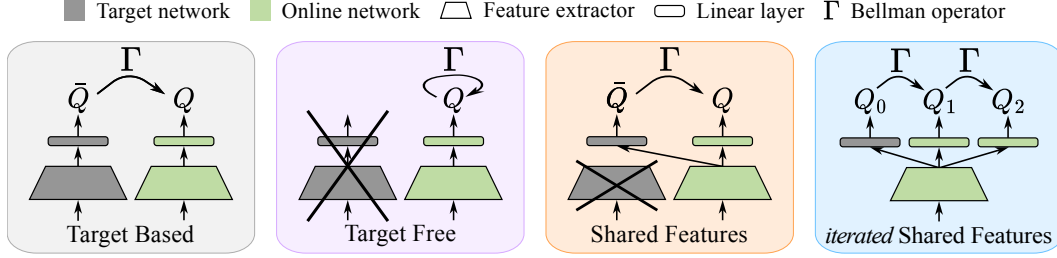 Target network Online network Feature extractor Linear layer Γ Bellman operator
Γ Γ Γ Γ Γ
Q̄ Q Q Q̄ Q Q₀ Q₁ Q₂
Target Based Target Free Shared Features iterated Shared Features